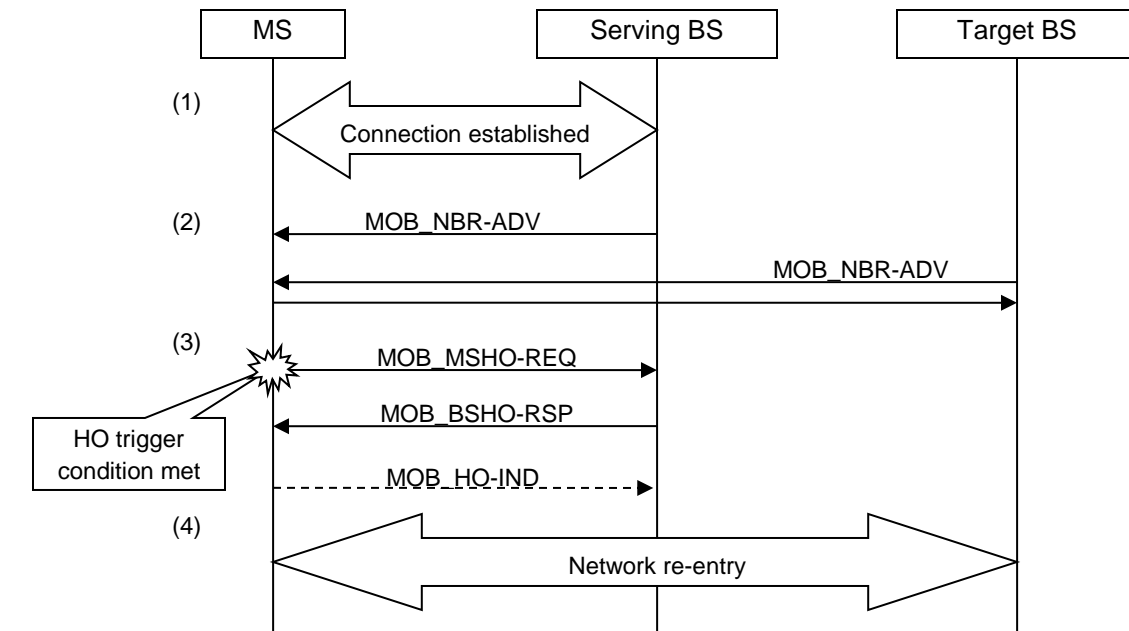 MS
Serving BS
Target BS
(1)
Connection established
(2)
MOB_NBR-ADV
MOB_NBR-ADV
(3)
MOB_MSHO-REQ
MOB_BSHO-RSP
HO trigger
condition met
MOB_HO-IND
(4)
Network re-entry